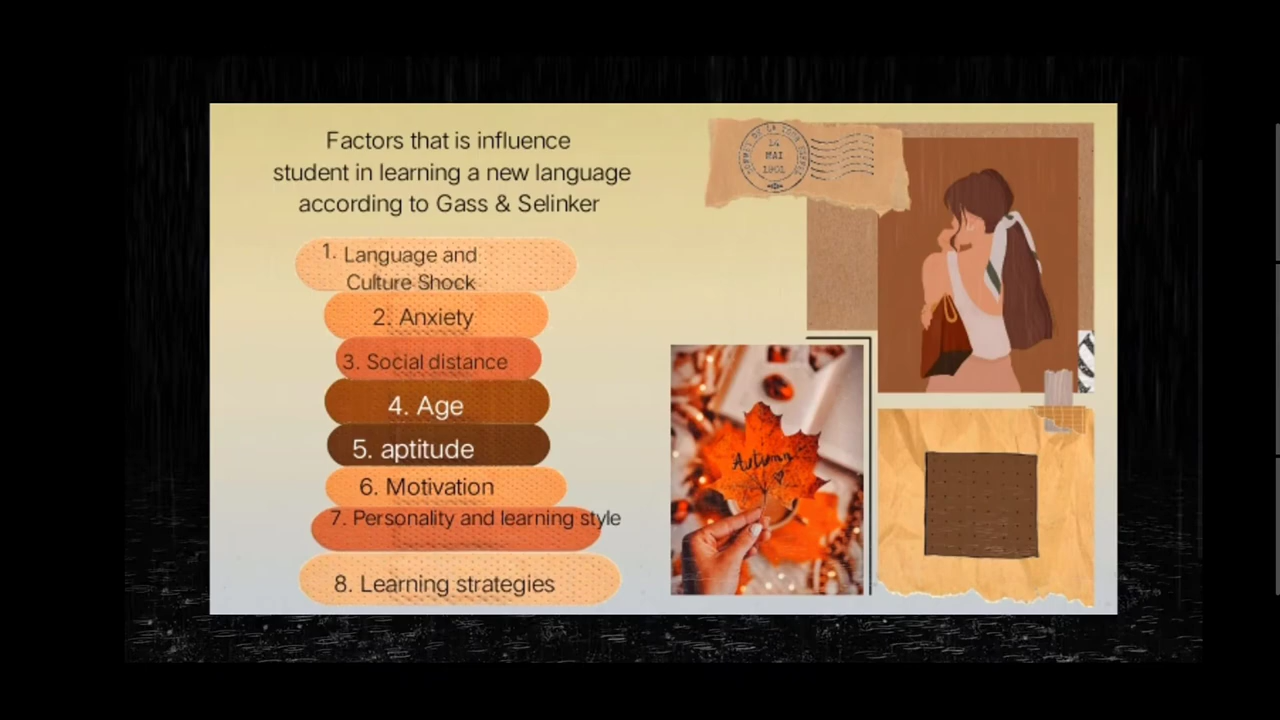 Factors that is influence
student in learning a new language
according to Gass & Selinker
1. Language and
Culture Shock
2. Anxiety
3. Social distance
4. Age
5. aptitude
6. Motivation
7. Personality and learning style
8. Learning strategies
14
MAI
Autumn